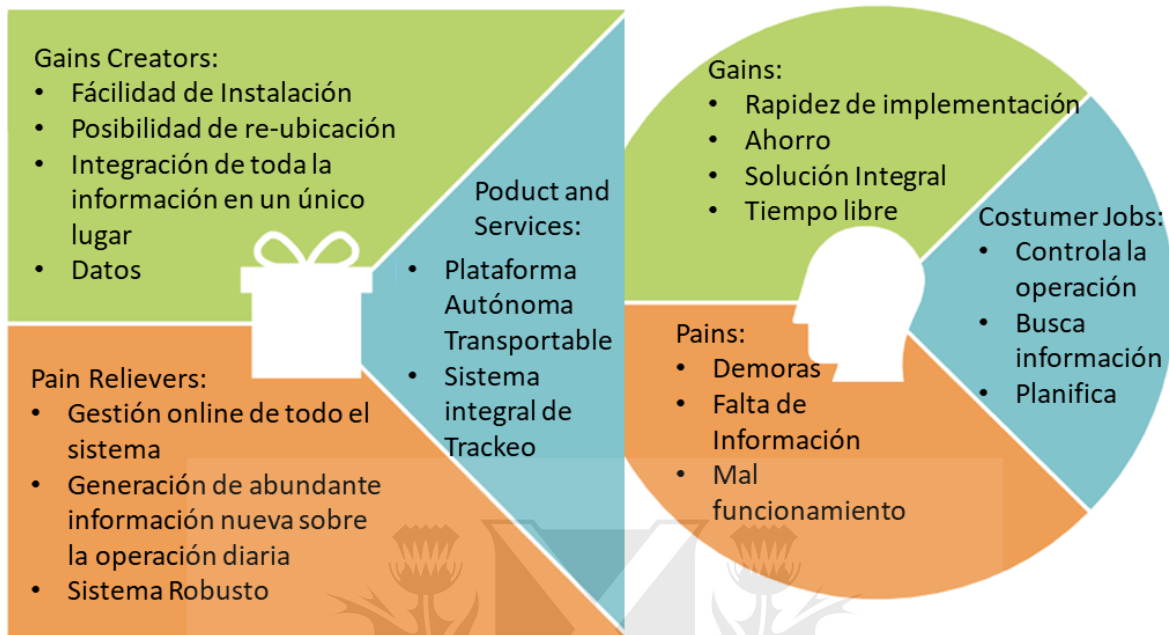 Gains Creators:
• Fácilidad de Instalación
• Posibilidad de re-ubicación
• Integración de toda la
información en un único
lugar
• Datos
Poduct and
Services:
• Plataforma
Autónoma
Transportable
• Sistema
integral de
Trackeo
Pain Relievers:
• Gestión online de todo el
sistema
• Generación de abundante
información nueva sobre
la operación diaria
• Sistema Robusto
Gains:
• Rapidez de implementación
• Ahorro
• Solución Integral
• Tiempo libre
Costumer Jobs:
• Controla la
operación
• Busca
información
• Planifica
Pains:
• Demoras
• Falta de
Información
• Mal
funcionamiento